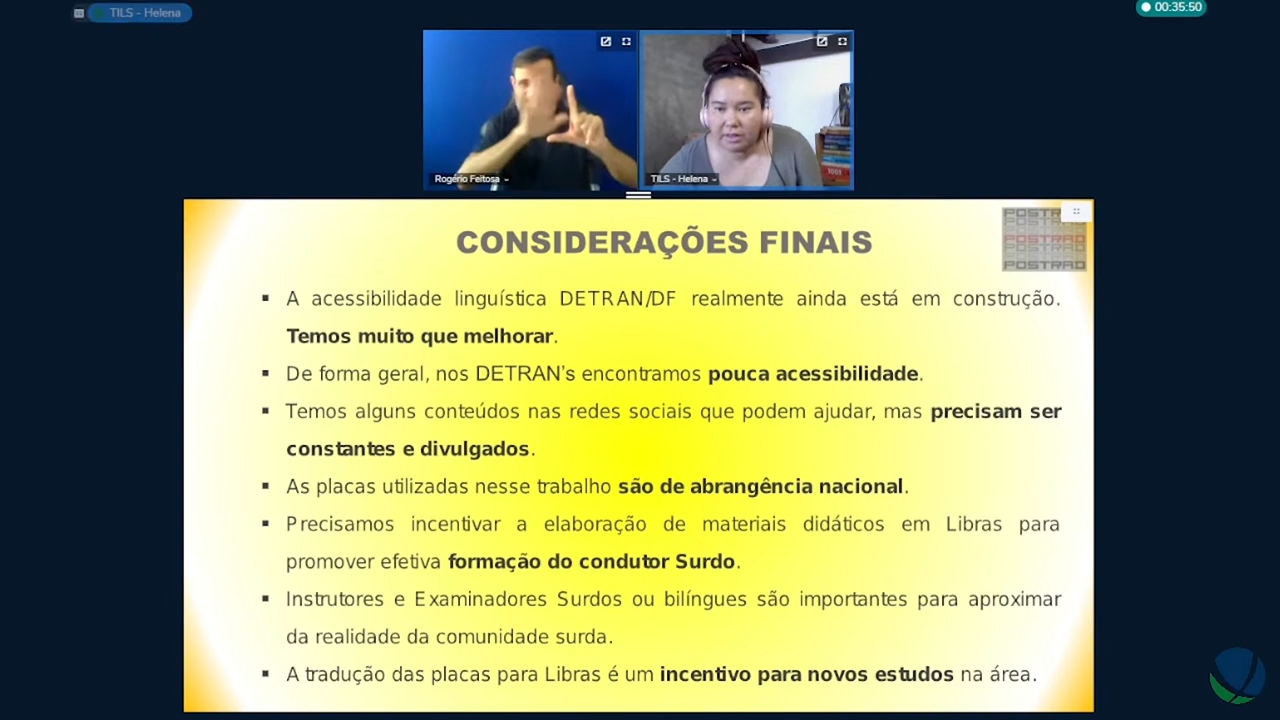 TILS - Helena
00:35:50
Rogério Feitosa
TILS - Helena
1001
POSTRAD
POSTRAD
POSTRAD
CONSIDERAÇÕES FINAIS
▪ A acessibilidade linguística DETRAN/DF realmente ainda está em construção.
Temos muito que melhorar.
▪ De forma geral, nos DETRAN's encontramos pouca acessibilidade.
▪ Temos alguns conteúdos nas redes sociais que podem ajudar, mas precisam ser
constantes e divulgados.
▪ As placas utilizadas nesse trabalho são de abrangência nacional.
▪ Precisamos incentivar a elaboração de materiais didáticos em Libras para
promover efetiva formação do condutor Surdo.
▪ Instrutores e Examinadores Surdos ou bilíngues são importantes para aproximar
da realidade da comunidade surda.
▪ A tradução das placas para Libras é um incentivo para novos estudos na área.